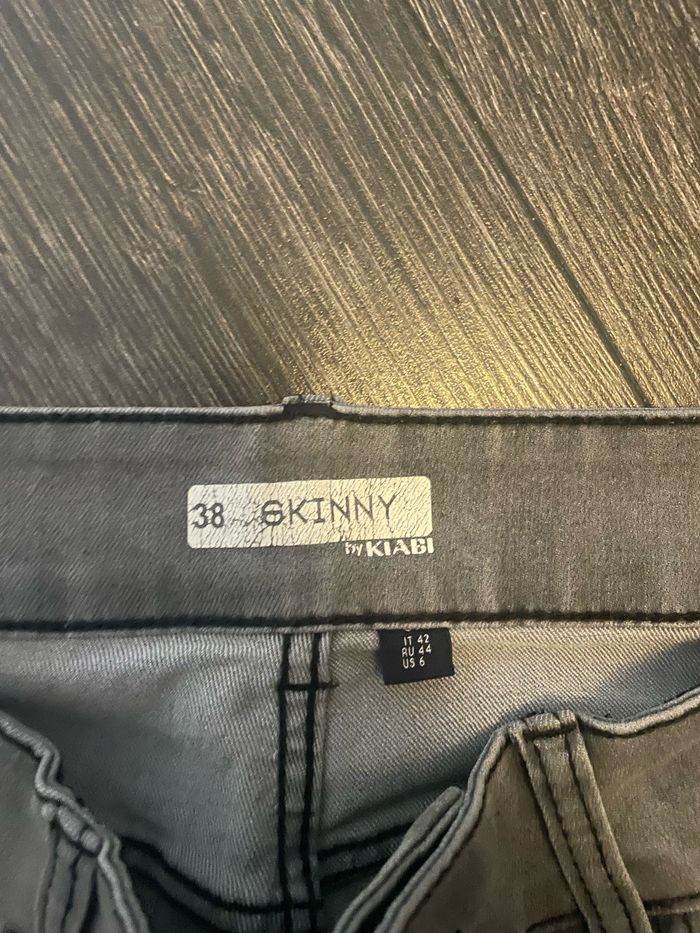 38 SKINNY
by KIABI
IT 42
RU 44
US 6